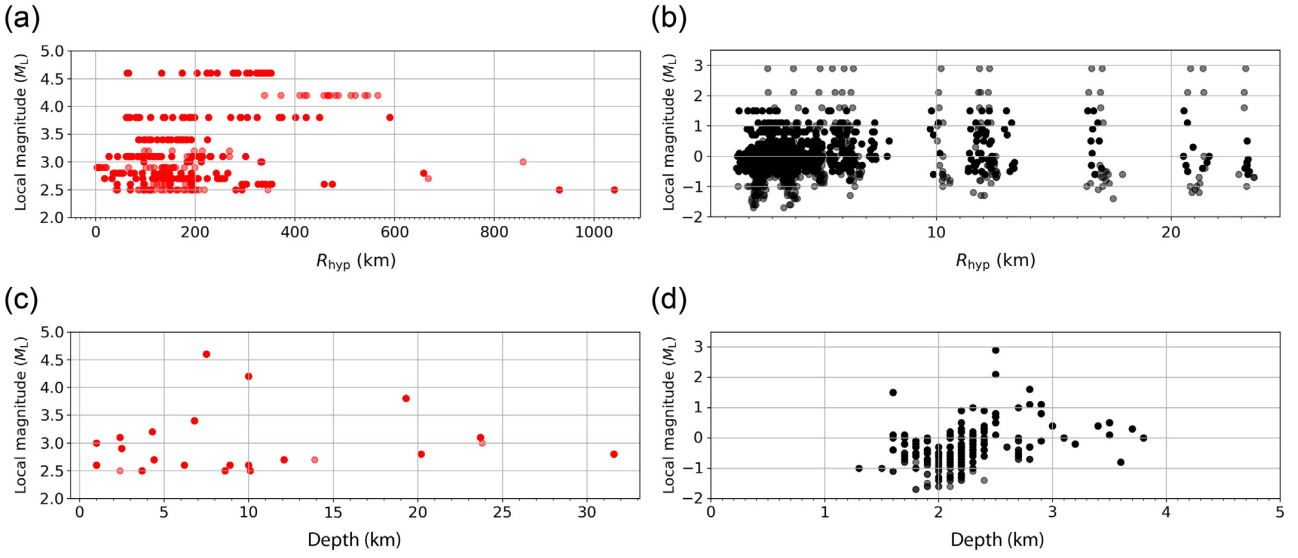 (a)
Local magnitude (ML)
5.0
4.5
4.0
3.5
3.0
2.5
2.0
0 200 400 600 800 1000
Rhyp (km)
(b)
Local magnitude (ML)
3
2
1
0
−1
−2
10 20
Rhyp (km)
(c)
Local magnitude (ML)
5.0
4.5
4.0
3.5
3.0
2.5
2.0
0 5 10 15 20 25 30
Depth (km)
(d)
Local magnitude (ML)
3
2
1
0
−1
−2
0 1 2 3 4 5
Depth (km)